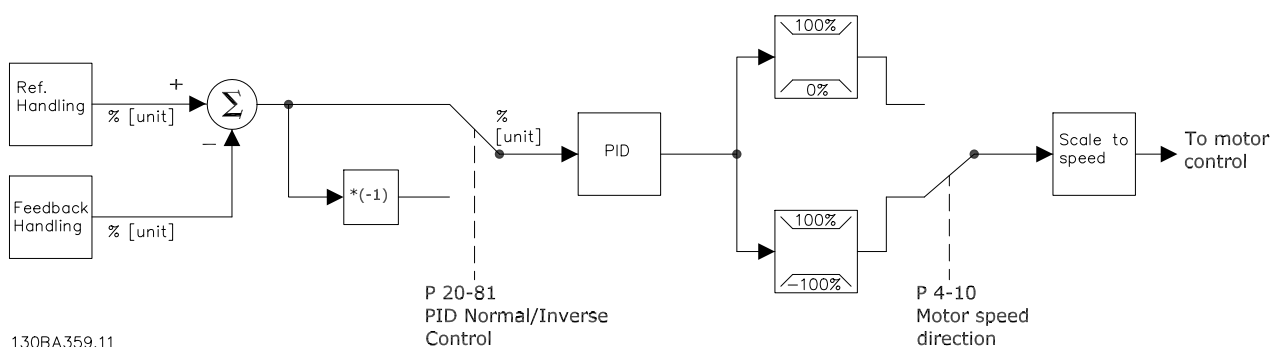 Ref.
Handling
+
% [unit]
Σ
−
Feedback
Handling
% [unit]
*(-1)
%
[unit]
P 20-81
PID Normal/Inverse
Control
PID
100%
0%
100%
-100%
P 4-10
Motor speed
direction
Scale to
speed
To motor
control
130BA359.11